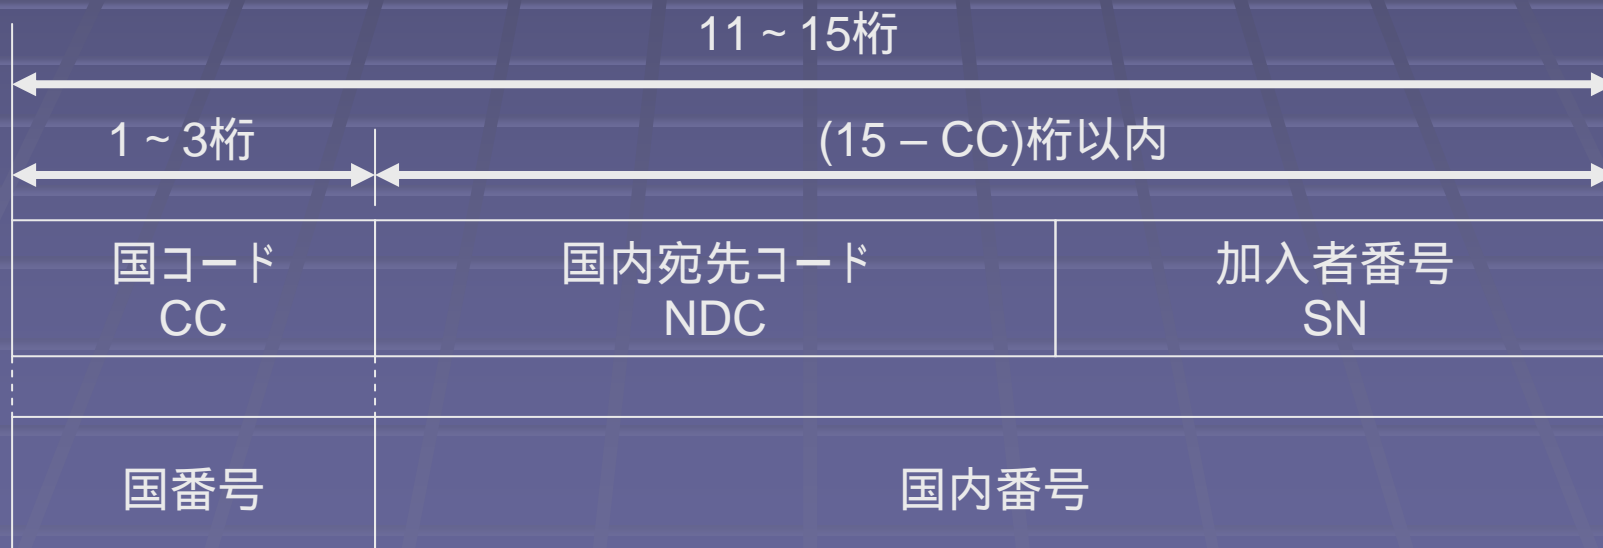 11 ~ 15桁
1 ~ 3桁
(15 – CC)桁以内
国コード
CC
国内宛先コード
NDC
加入者番号
SN
国番号
国内番号